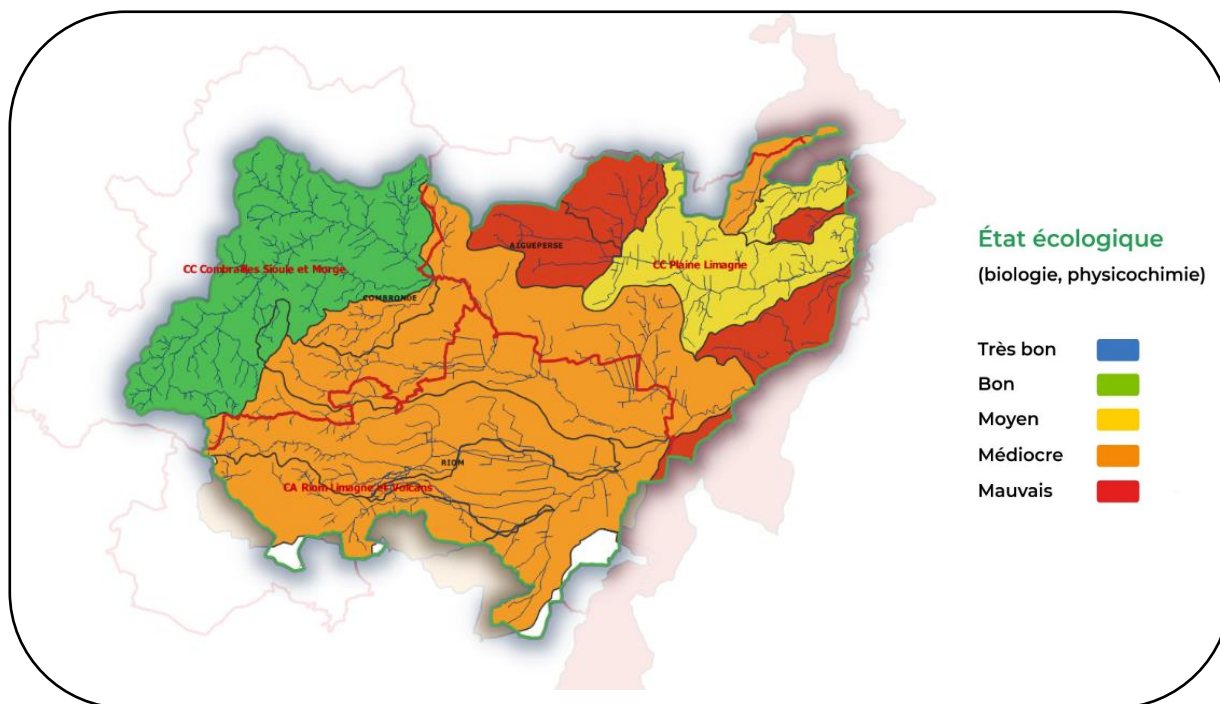 AIGUEPERSE
CC Combrailles Sioule et Morge
CC Plaine Limagne
COMBRONDE
RIOM
CA Riom Limagne et Volcans
État écologique
(biologie, physicochimie)
Très bon
Bon
Moyen
Médiocre
Mauvais